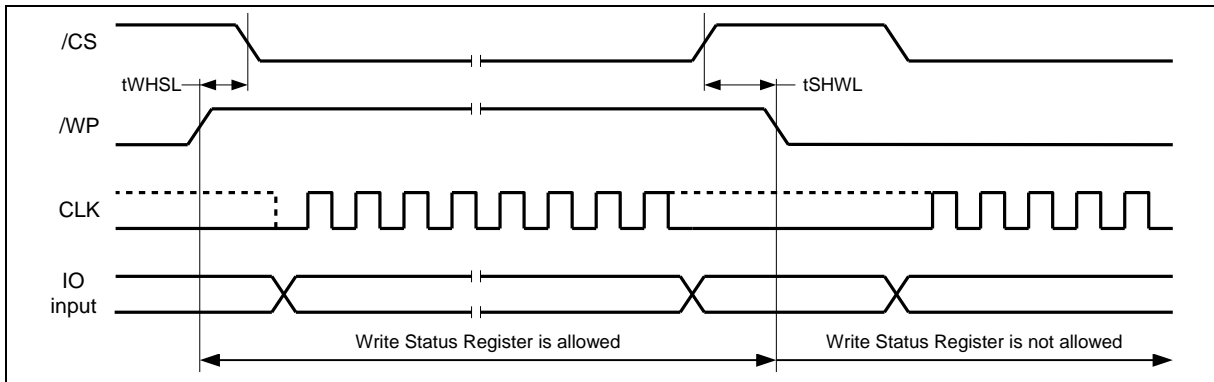 /CS
tWHSL
tSHWL
/WP
CLK
IO
input
Write Status Register is allowed
Write Status Register is not allowed